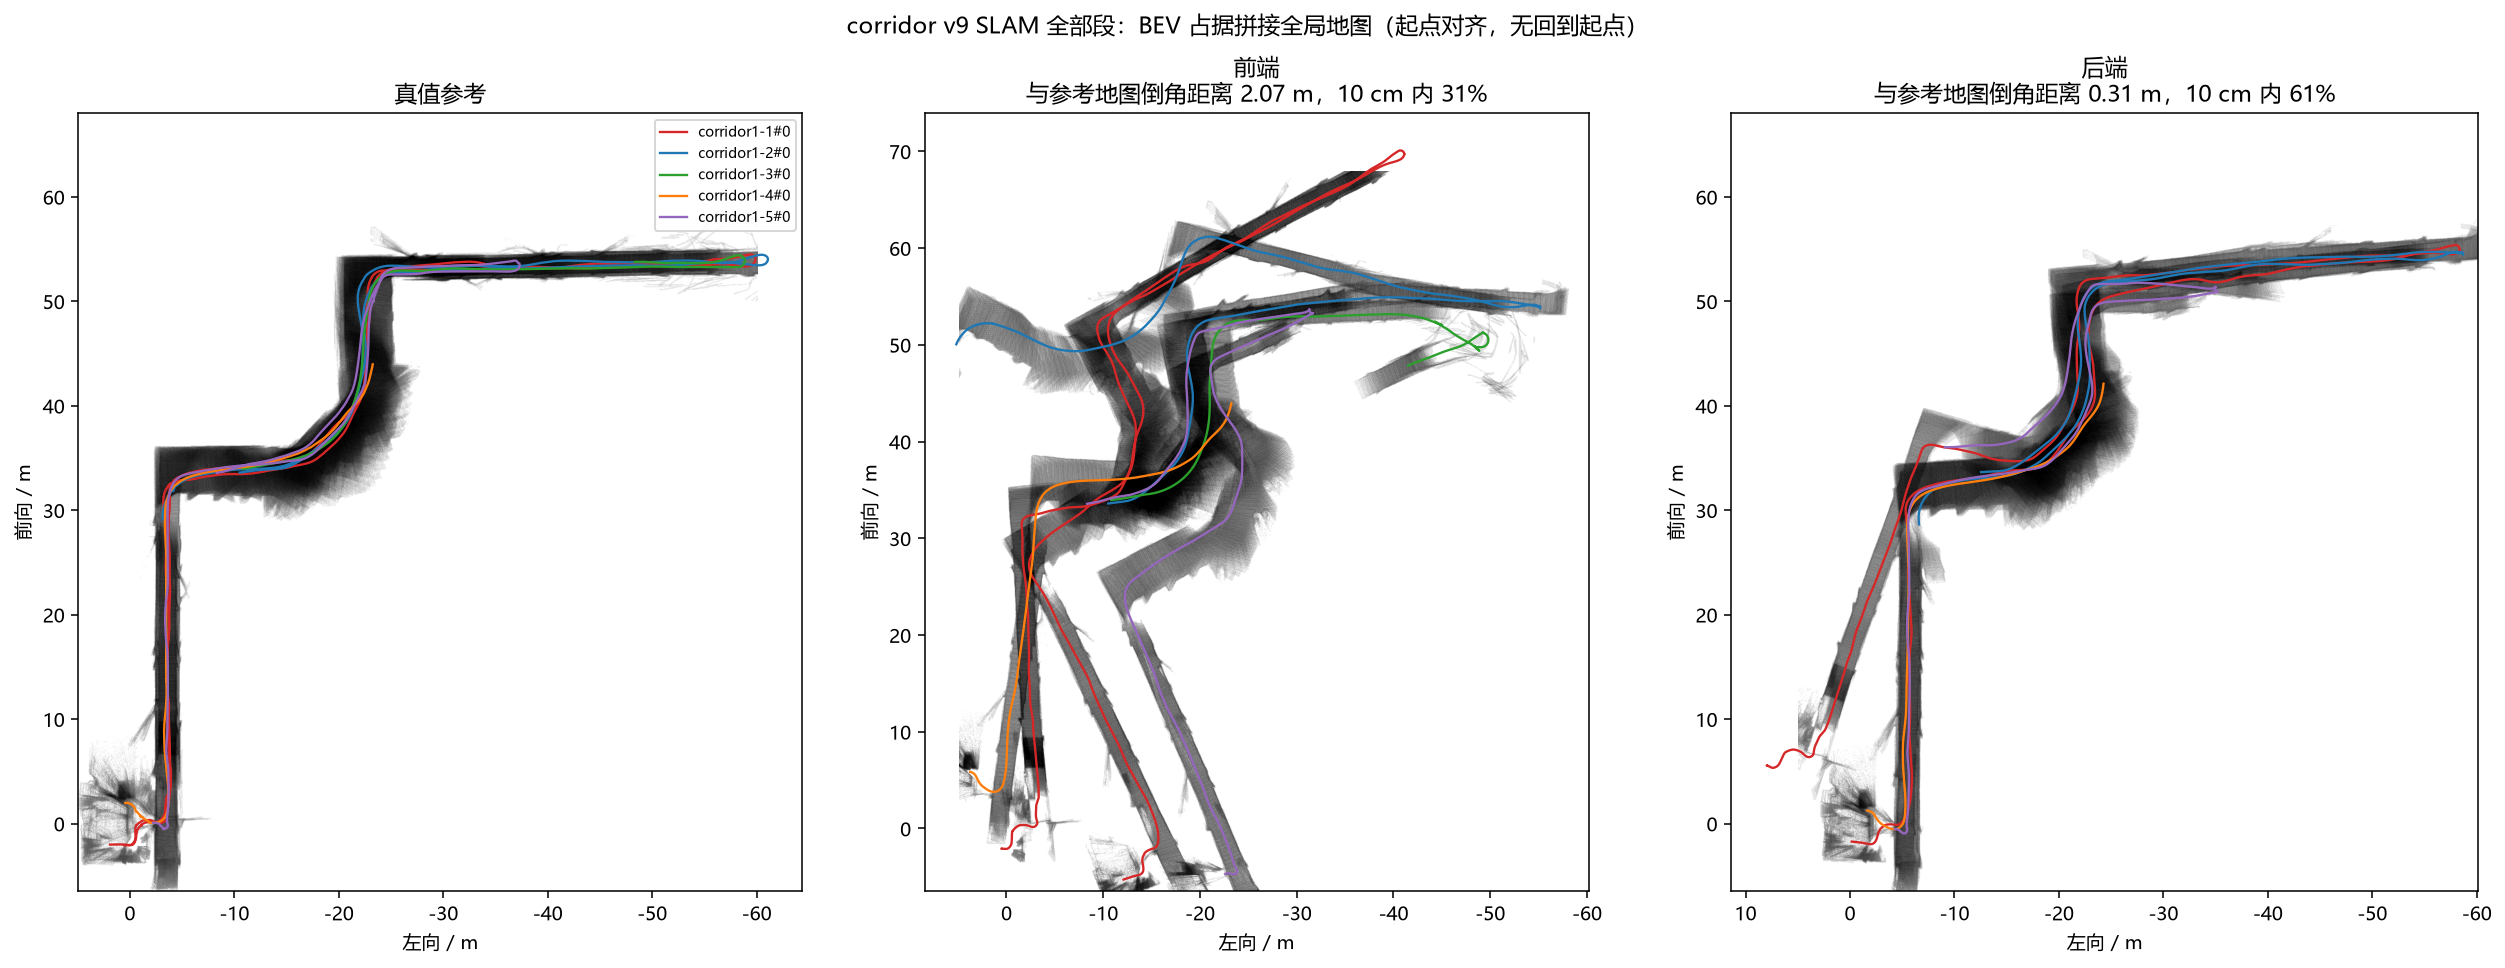 corridor v9 SLAM 全部段：BEV 占据拼接全局地图（起点对齐，无回到起点）
真值参考
corridor1-1#0
corridor1-2#0
corridor1-3#0
corridor1-4#0
corridor1-5#0
60
50
40
30
20
10
0
前向 / m
0 -10 -20 -30 -40 -50 -60
左向 / m
前端
与参考地图倒角距离 2.07 m，10 cm 内 31%
70
60
50
40
30
20
10
0
前向 / m
0 -10 -20 -30 -40 -50 -60
左向 / m
后端
与参考地图倒角距离 0.31 m，10 cm 内 61%
60
50
40
30
20
10
0
前向 / m
10 0 -10 -20 -30 -40 -50 -60
左向 / m